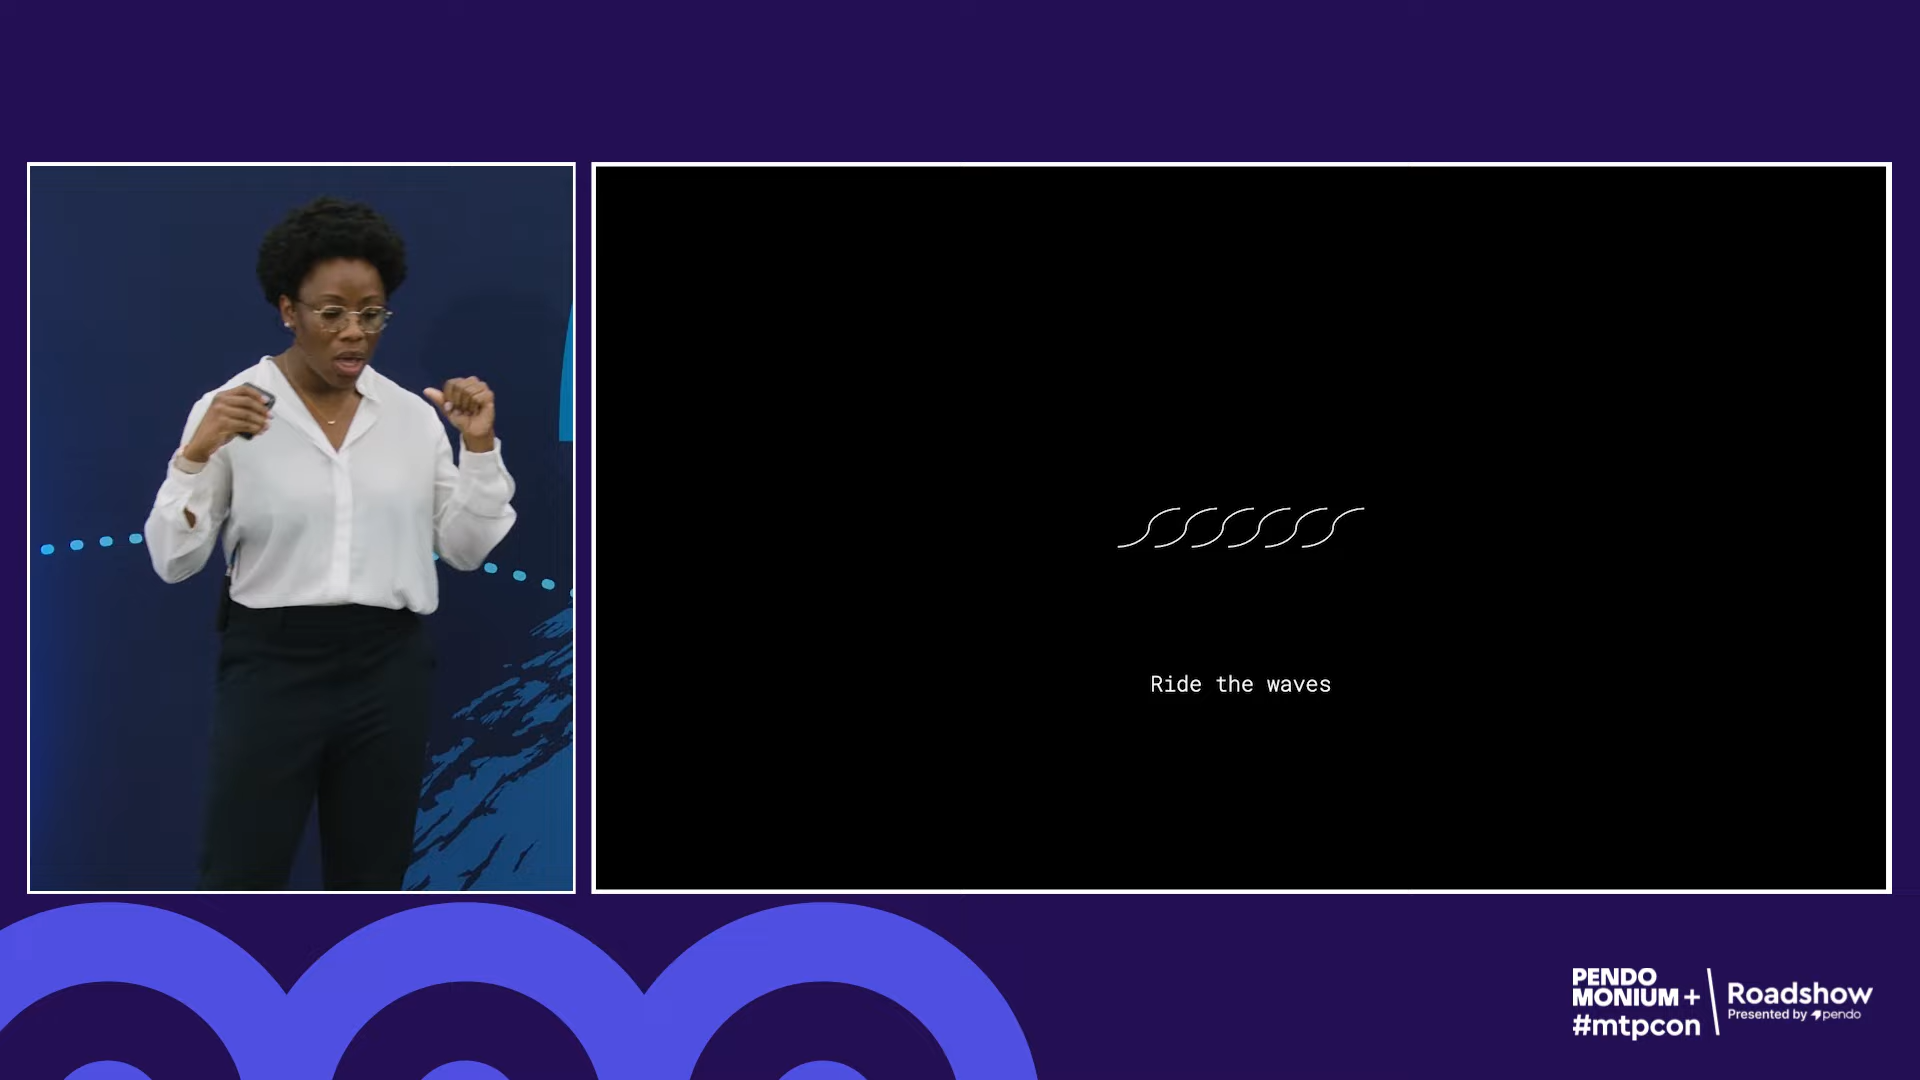 Ride the waves
PENDO
MONIUM+
#mtpcon
Roadshow
Presented by pendo